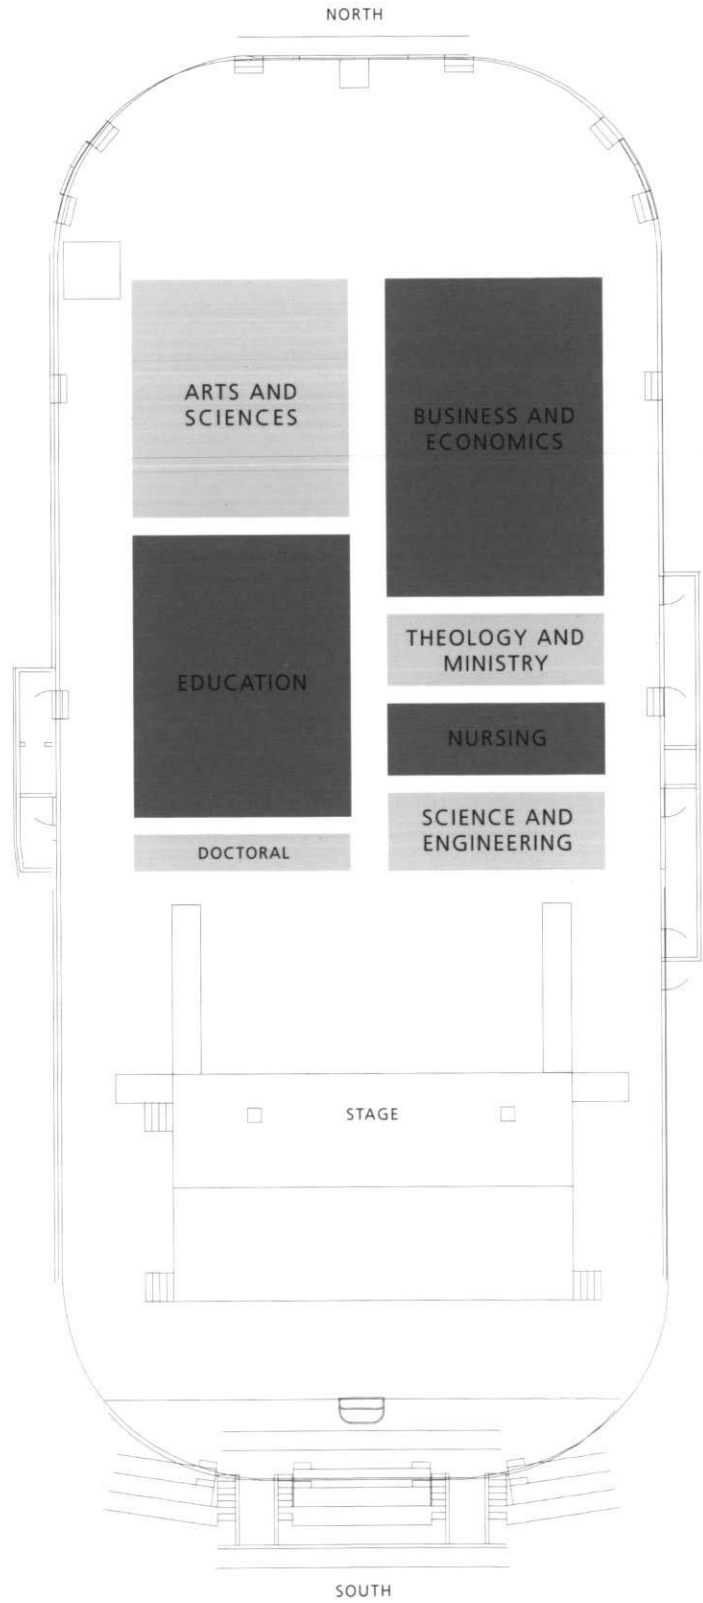 NORTH
ARTS AND
SCIENCES
BUSINESS AND
ECONOMICS
EDUCATION
THEOLOGY AND
MINISTRY
NURSING
DOCTORAL
SCIENCE AND
ENGINEERING
STAGE
SOUTH